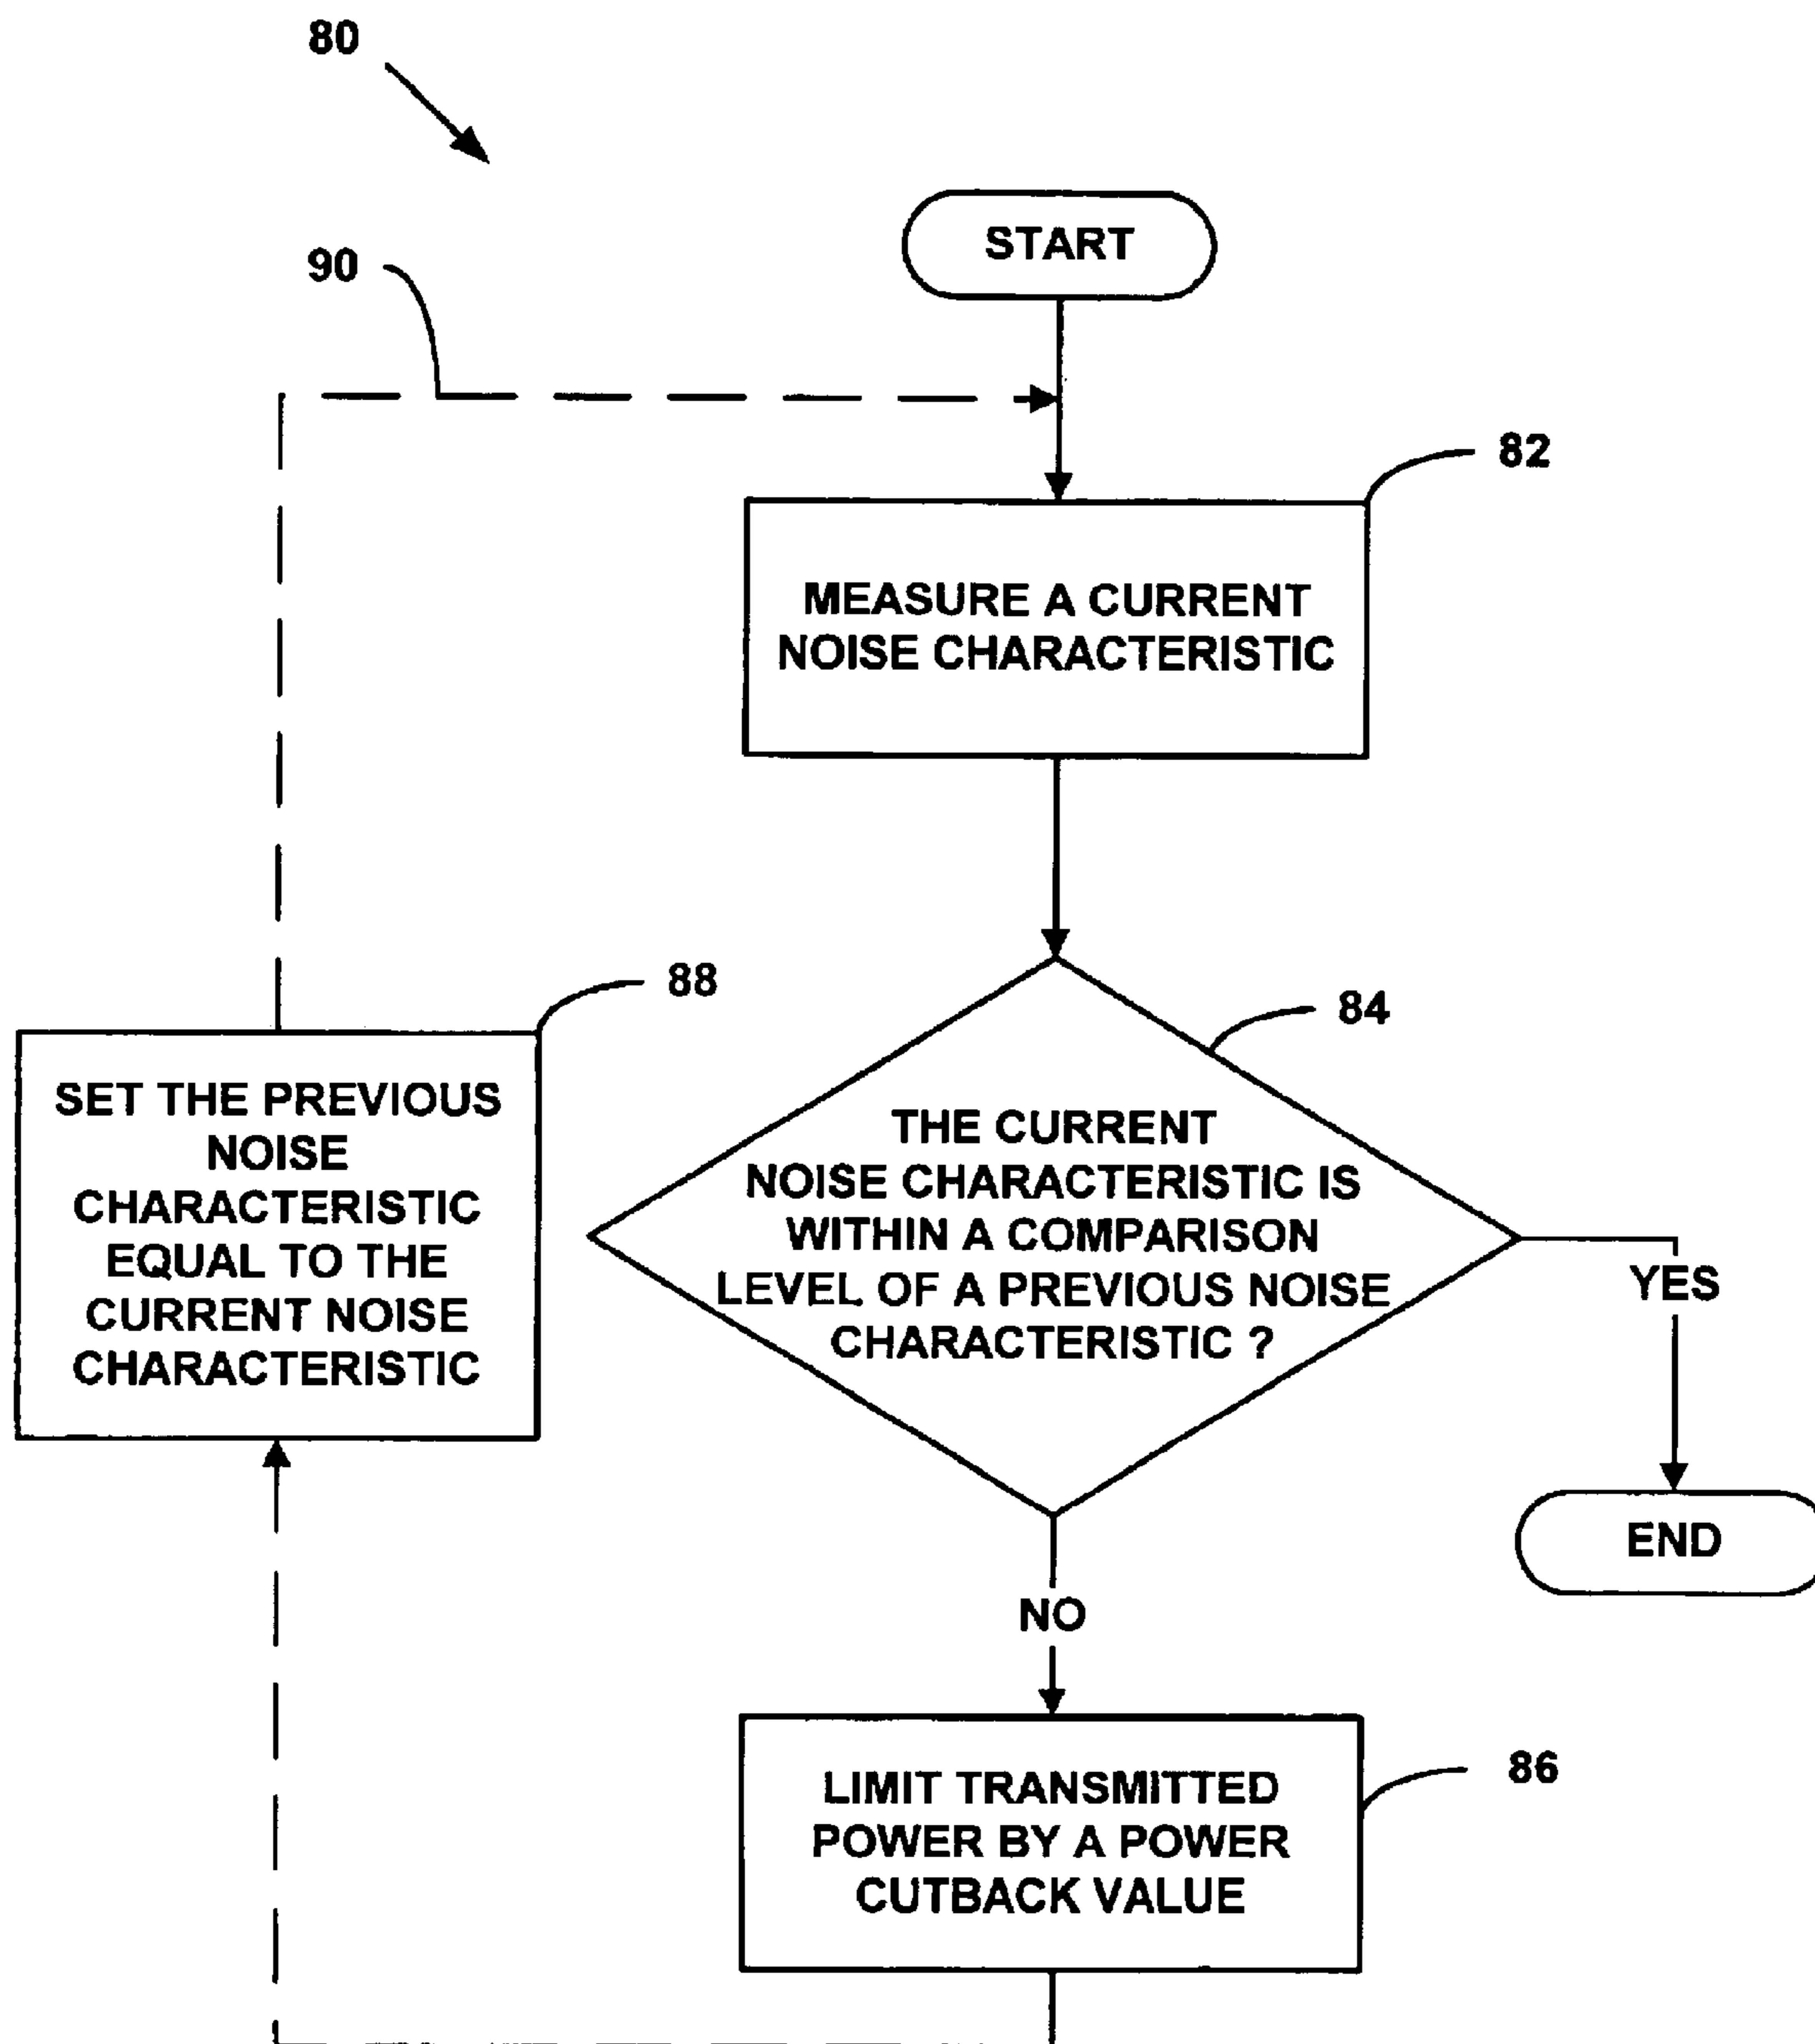 80
START
90
82
MEASURE A CURRENT
NOISE CHARACTERISTIC
88
84
SET THE PREVIOUS
NOISE
CHARACTERISTIC
EQUAL TO THE
CURRENT NOISE
CHARACTERISTIC
THE CURRENT
NOISE CHARACTERISTIC IS
WITHIN A COMPARISON
LEVEL OF A PREVIOUS NOISE
CHARACTERISTIC ?
YES
END
NO
86
LIMIT TRANSMITTED
POWER BY A POWER
CUTBACK VALUE